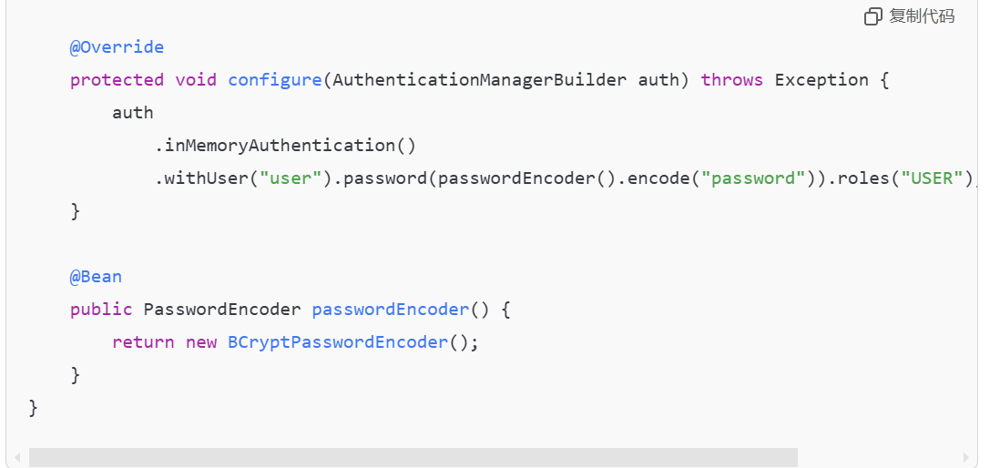 复制代码
@Override
protected void configure(AuthenticationManagerBuilder auth) throws Exception {
auth
.inMemoryAuthentication()
.withUser("user").password(passwordEncoder().encode("password")).roles("USER")
}
@Bean
public PasswordEncoder passwordEncoder() {
return new BCryptPasswordEncoder();
}
}